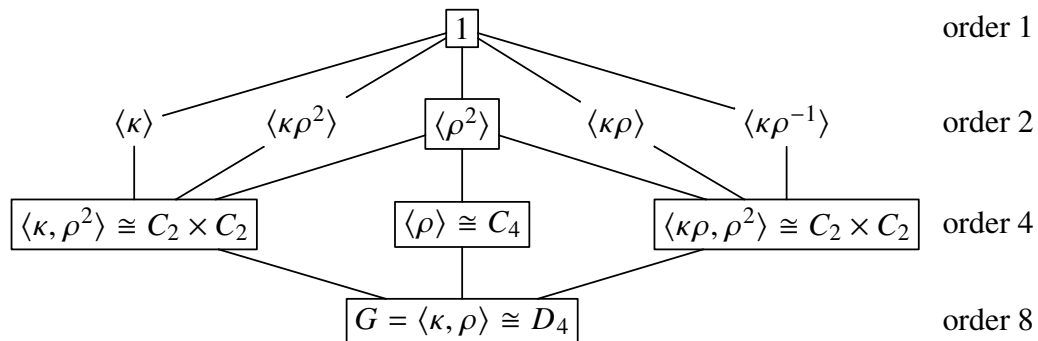 1 order 1
⟨κ⟩ ⟨κρ²⟩ ⟨ρ²⟩ ⟨κρ⟩ ⟨κρ⁻¹⟩ order 2
⟨κ, ρ²⟩ ≅ C₂ × C₂ ⟨ρ⟩ ≅ C₄ ⟨κρ, ρ²⟩ ≅ C₂ × C₂ order 4
G = ⟨κ, ρ⟩ ≅ D₄ order 8